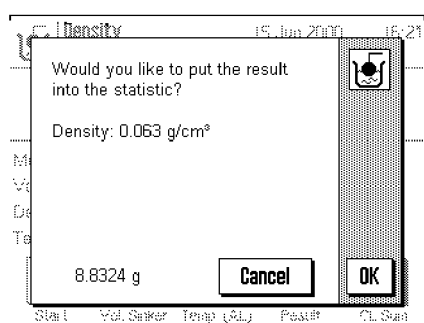 Density 15. Jun 2000 16:21
Would you like to put the result
into the statistic?
Density: 0.063 g/cm³
8.8324 g
Cancel
OK
Start Vol. Sinker Temp (AL) Result CL Sum